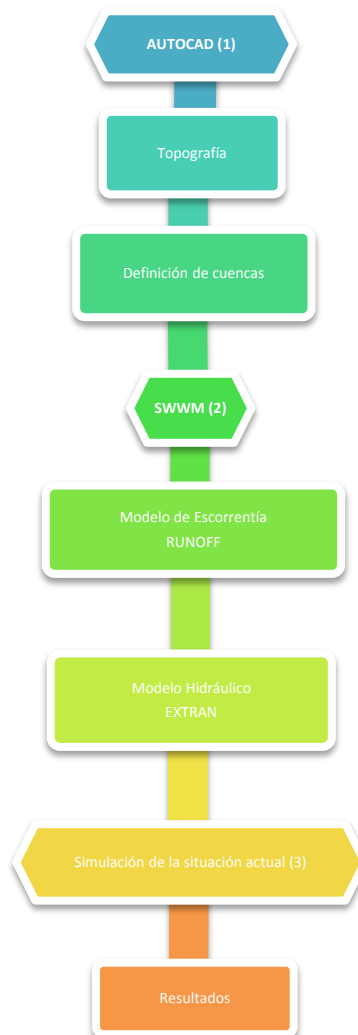 AUTOCAD (1)
Topografía
Definición de cuencas
SWWM (2)
Modelo de Escorrentía
RUNOFF
Modelo Hidráulico
EXTRAN
Simulación de la situación actual (3)
Resultados